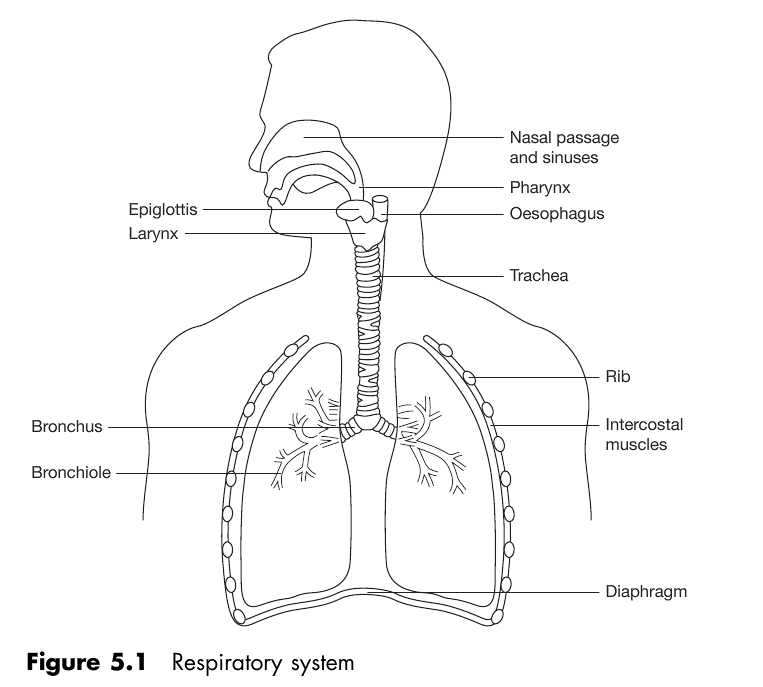 Nasal passage
and sinuses
Pharynx
Epiglottis
Oesophagus
Larynx
Trachea
Rib
Bronchus
Intercostal
muscles
Bronchiole
Diaphragm
Figure 5.1 Respiratory system